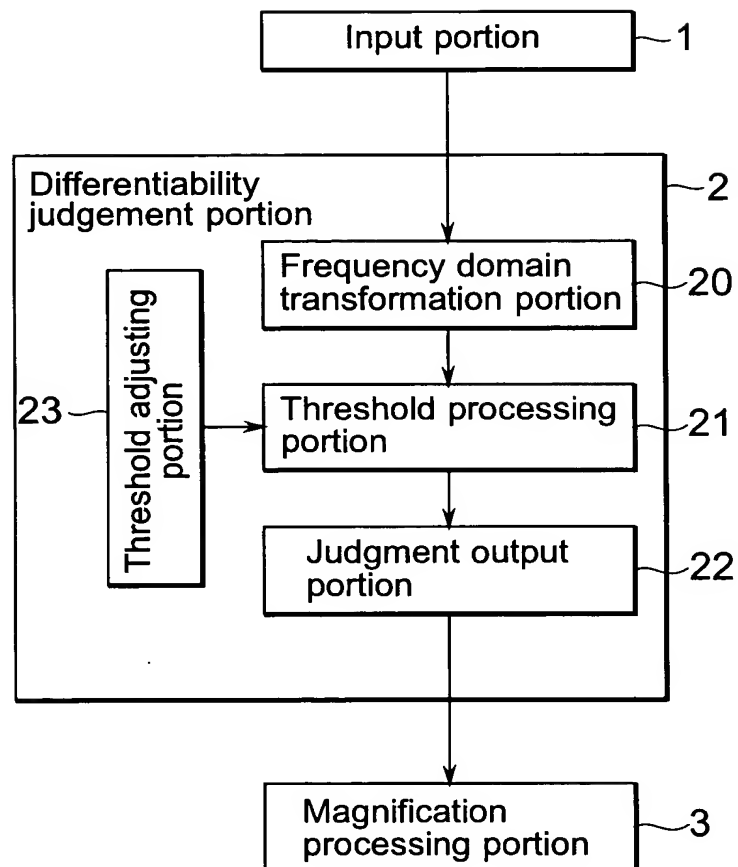 Input portion
1
Differentiability
judgement portion
2
Frequency domain
transformation portion
20
Threshold adjusting
portion
23
Threshold processing
portion
21
Judgment output
portion
22
Magnification
processing portion
3